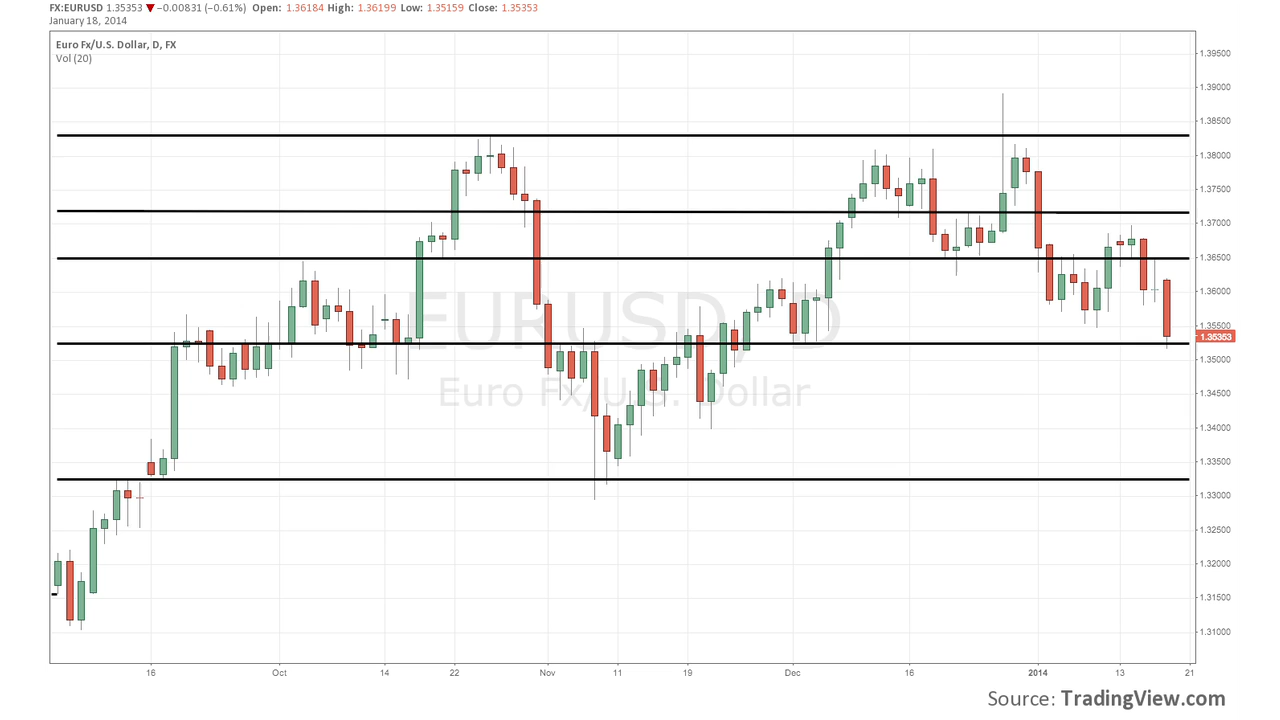 FX:EURUSD 1.35353 ▼ −0.00831 (−0.61%) Open: 1.36184 High: 1.36199 Low: 1.35159 Close: 1.35353
January 18, 2014
Euro Fx/U.S. Dollar, D, FX
Vol (20)
1.39500
1.39000
1.38500
1.38000
1.37500
1.37000
1.36500
1.36000
EURUSD, D
1.35500
1.35353
1.35000
1.34500
Euro Fx/U.S. Dollar
1.34000
1.33500
1.33000
1.32500
1.32000
1.31500
1.31000
16 Oct 14 22 Nov 11 19 Dec 16 2014 13 21
Source: TradingView.com